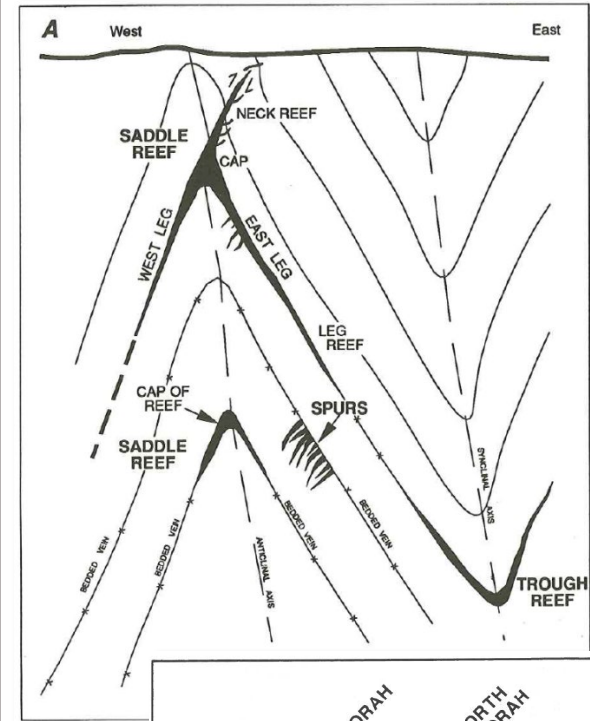 A
West
East
NECK REEF
SADDLE
REEF
CAP
WEST LEG
EAST LEG
LEG
REEF
CAP OF
REEF
SPURS
SADDLE
REEF
SYNCLINAL
AXIS
BEDDED VEIN
BEDDED VEIN
ANTICLINAL AXIS
BEDDED VEIN
BEDDED VEIN
TROUGH
REEF